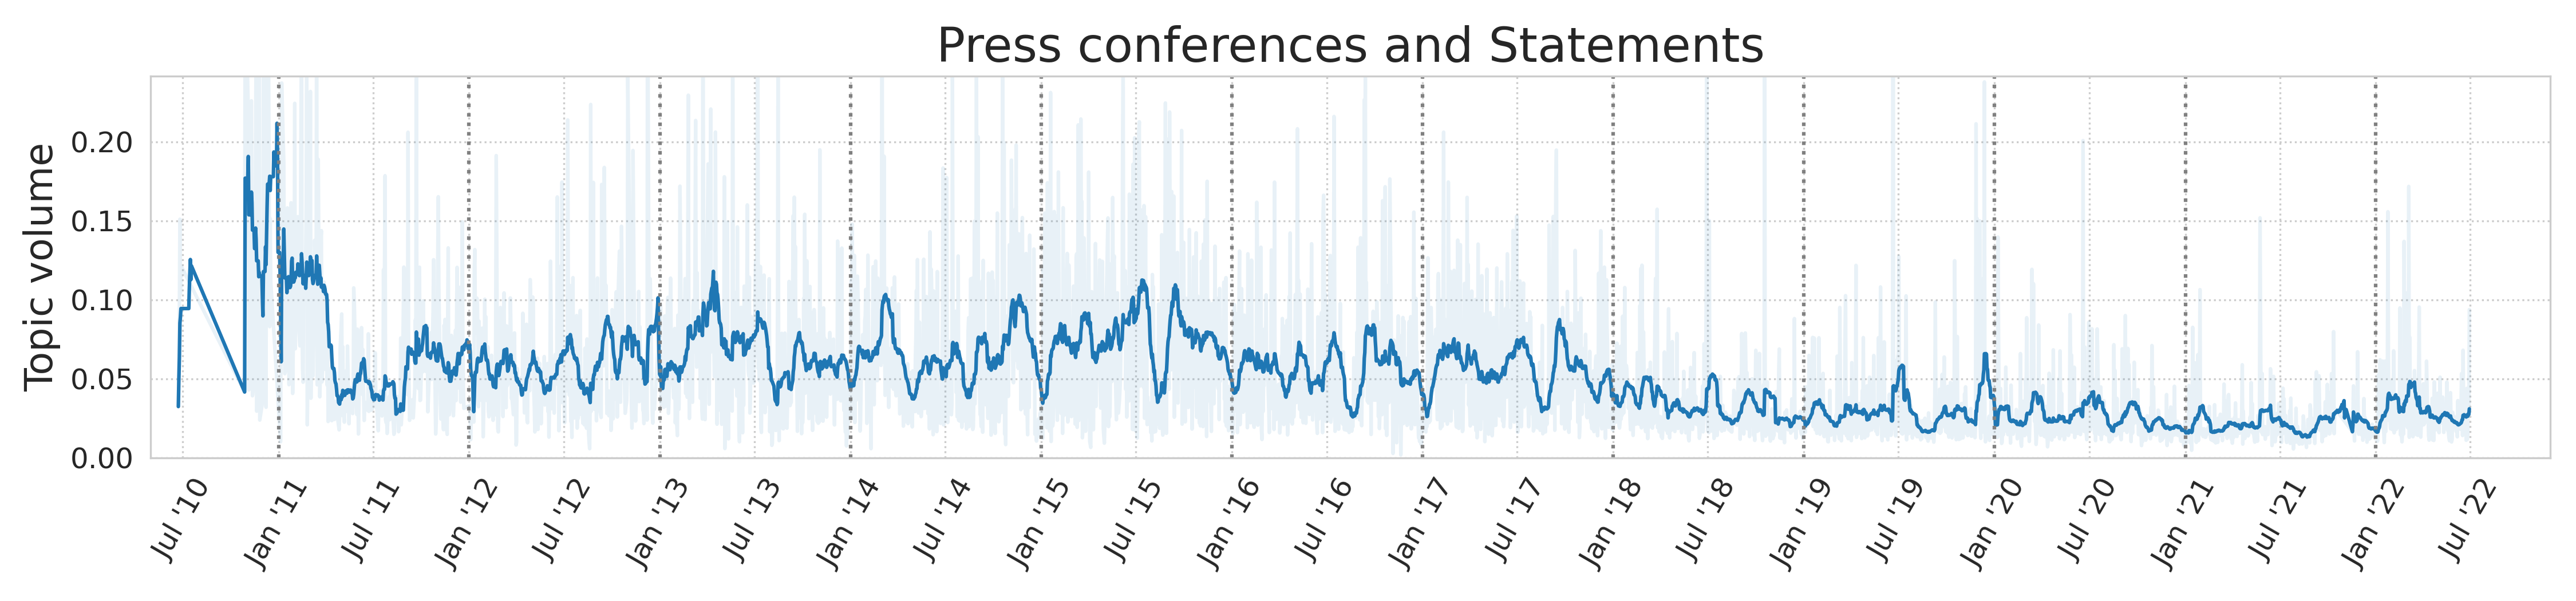 Press conferences and Statements
Topic volume
0.20
0.15
0.10
0.05
0.00
Jul '10
Jan '11
Jul '11
Jan '12
Jul '12
Jan '13
Jul '13
Jan '14
Jul '14
Jan '15
Jul '15
Jan '16
Jul '16
Jan '17
Jul '17
Jan '18
Jul '18
Jan '19
Jul '19
Jan '20
Jul '20
Jan '21
Jul '21
Jan '22
Jul '22